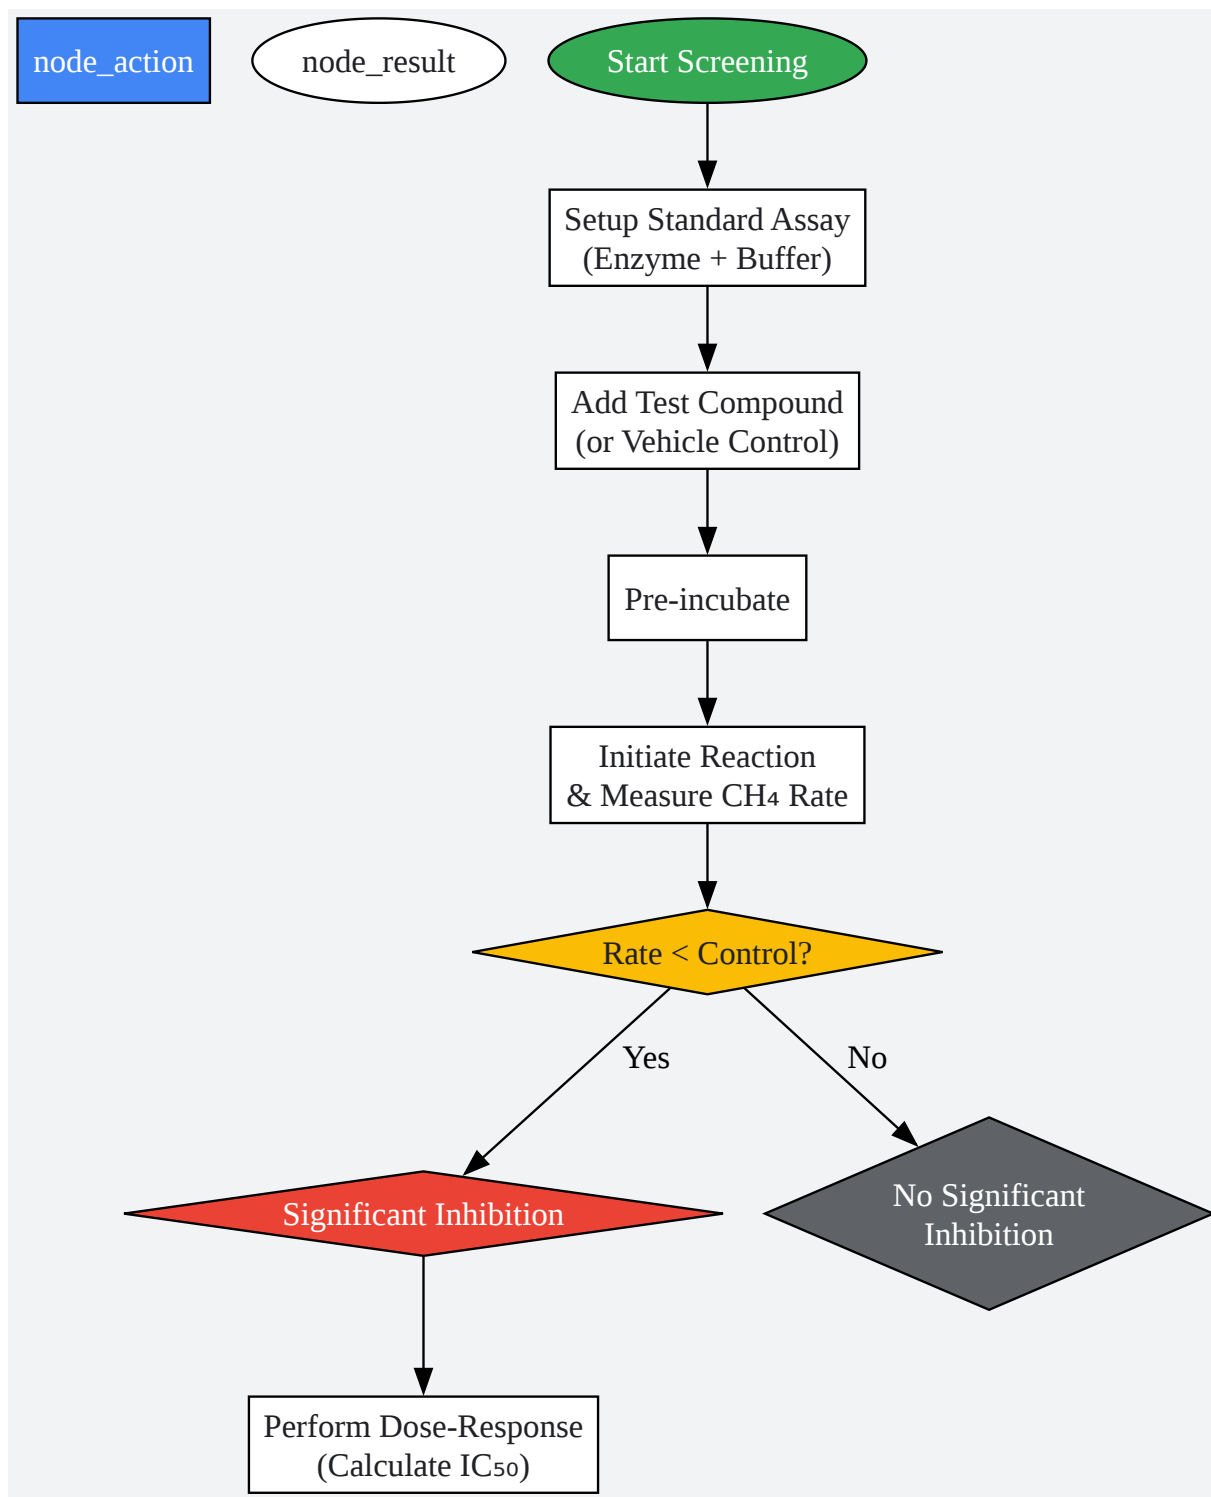 node_action
node_result
Start Screening
Setup Standard Assay
(Enzyme + Buffer)
Add Test Compound
(or Vehicle Control)
Pre-incubate
Initiate Reaction
& Measure CH₄ Rate
Rate < Control?
Yes
No
Significant Inhibition
No Significant
Inhibition
Perform Dose-Response
(Calculate IC₅₀)